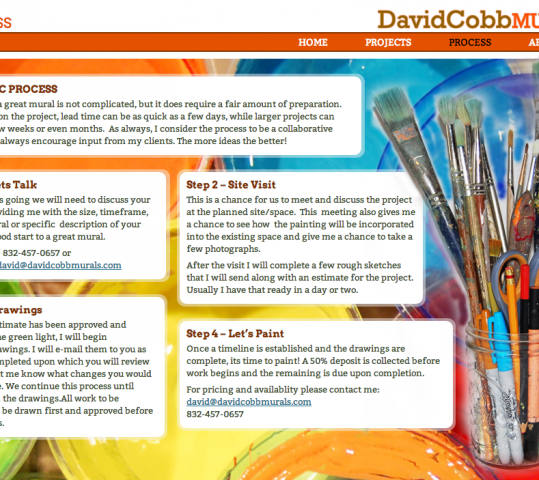 SS
DavidCobbMU
HOME PROJECTS PROCESS A
C PROCESS
a great mural is not complicated, but it does require a fair amount of preparation.
on the project, lead time can be as quick as a few days, while larger projects can
w weeks or even months. As always, I consider the process to be a collaborative
always encourage input from my clients. The more ideas the better!
ets Talk
s going we will need to discuss your
viding me with the size, timeframe,
ral or specific description of your
ood start to a great mural.
832-457-0657 or
david@davidcobbmurals.com
Step 2 – Site Visit
This is a chance for us to meet and discuss the project
at the planned site/space. This meeting also gives me
a chance to see how the painting will be incorporated
into the existing space and give me a chance to take a
few photographs.
After the visit I will complete a few rough sketches
that I will send along with an estimate for the project.
Usually I have that ready in a day or two.
rawings
timate has been approved and
he green light, I will begin
awings. I will e-mail them to you as
mpleted upon which you will review
t me know what changes you would
e. We continue this process until
h the drawings.All work to be
be drawn first and approved before
s.
Step 4 – Let's Paint
Once a timeline is established and the drawings are
complete, its time to paint! A 50% deposit is collected before
work begins and the remaining is due upon completion.
For pricing and availablity please contact me:
david@davidcobbmurals.com
832-457-0657